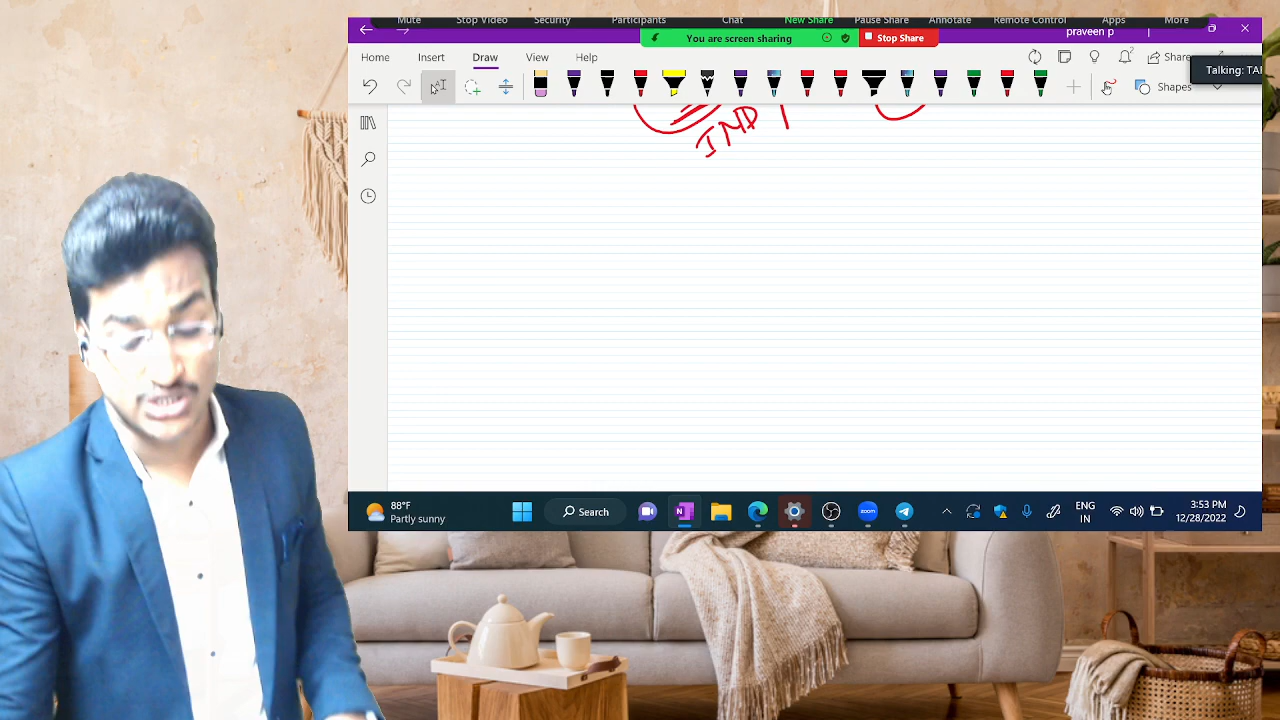 Mute Stop Video Security Participants Chat New Share Pause Share Annotate Remote Control Apps More
You are screen sharing Stop Share praveen p
Home Insert Draw View Help Share
Talking: TA
Shapes
IMP
88°F
Partly sunny
Search
ENG
IN
3:53 PM
12/28/2022
zoom
N